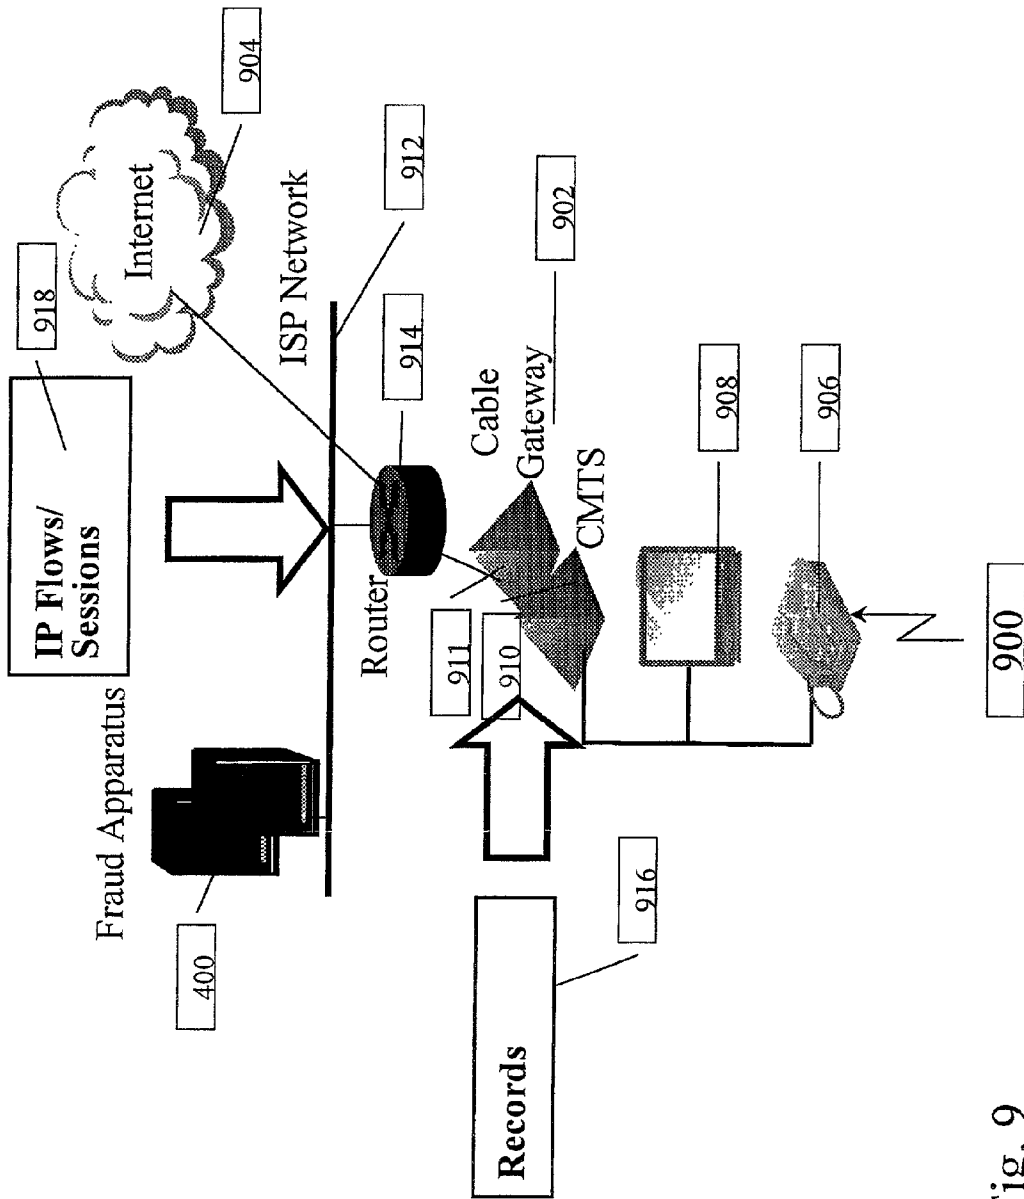 IP Flows/
Sessions
918
Fraud Apparatus
Internet
400
904
ISP Network
Router
914
912
911
Cable
Gateway
Records
910
902
CMTS
916
908
906
Fig. 9
900